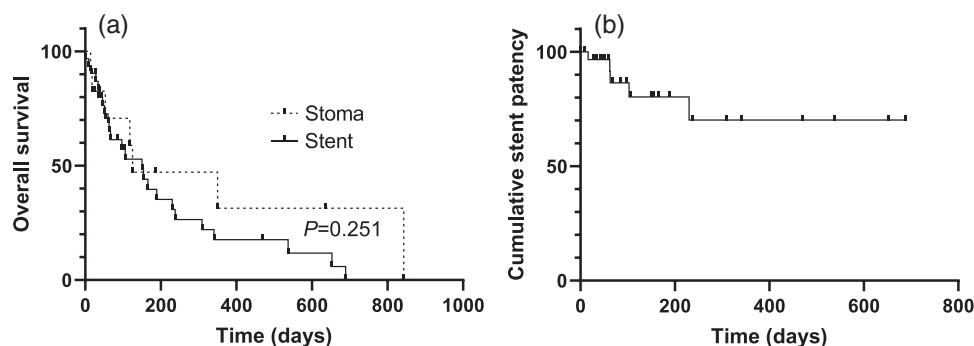 (a)
Overall survival
100
50
0
Stoma
Stent
P=0.251
0 200 400 600 800 1000
Time (days)
(b)
Cumulative stent patency
100
50
0
0 200 400 600 800
Time (days)